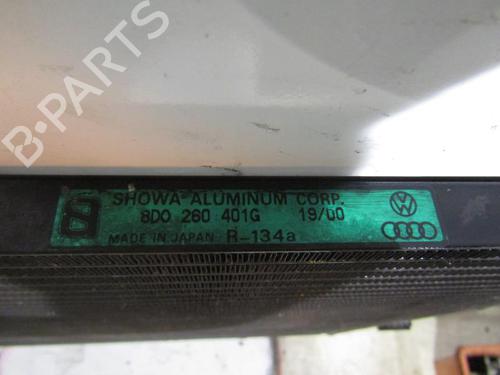 B-PARTS
SHOWA ALUMINUM CORP.
8D0 260 401G 19/00
MADE IN JAPAN R-134a